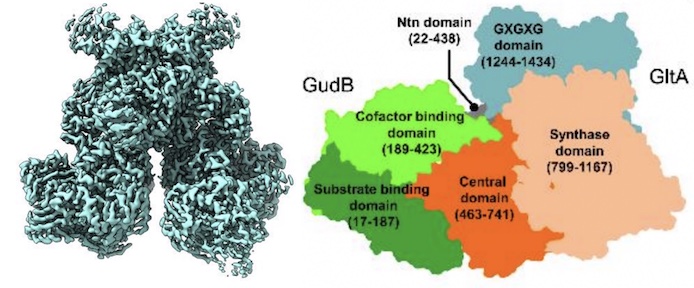 Ntn domain
(22-438)
GXGXG
domain
(1244-1434)
GltA
GudB
Cofactor binding
domain
(189-423)
Synthase
domain
(799-1167)
Substrate binding
domain
(17-187)
Central
domain
(463-741)